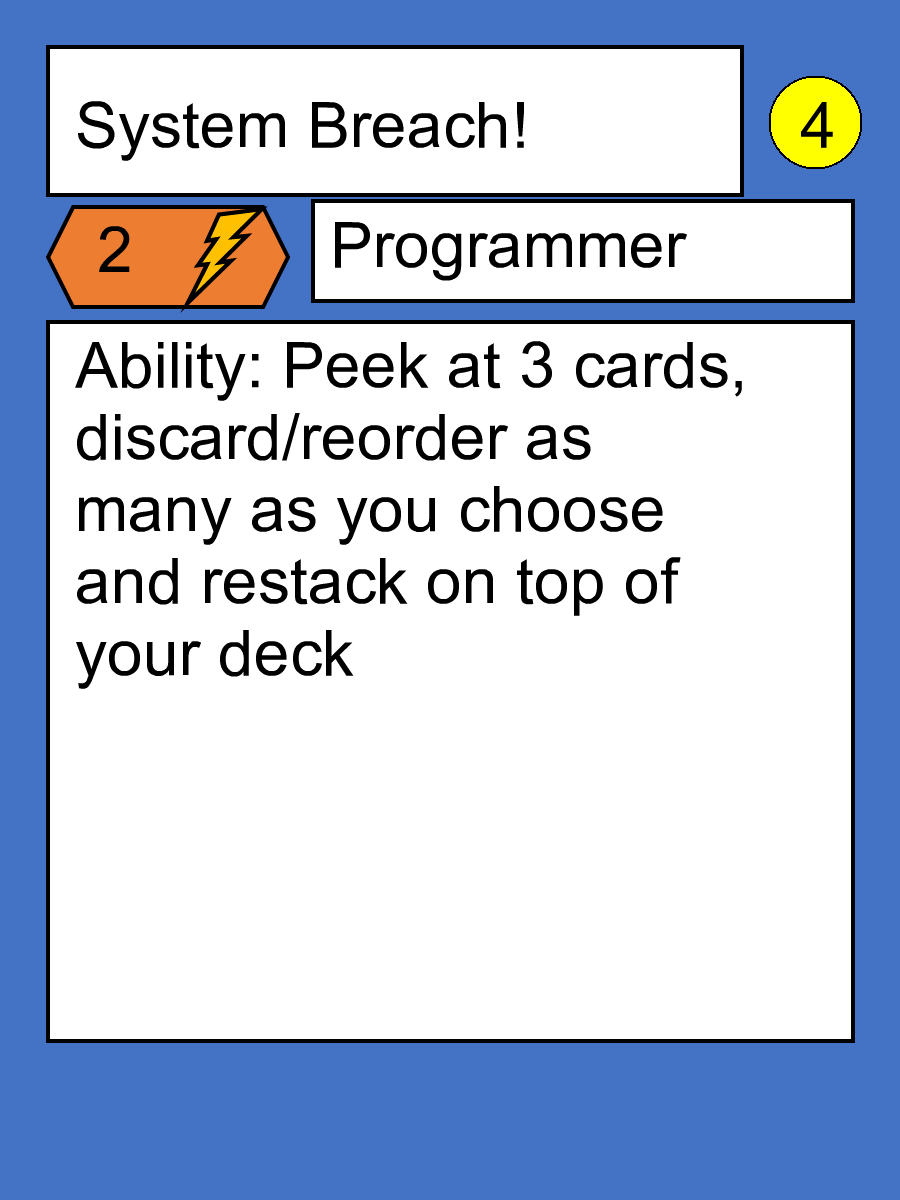 System Breach!
4
2
Programmer
Ability: Peek at 3 cards,
discard/reorder as
many as you choose
and restack on top of
your deck